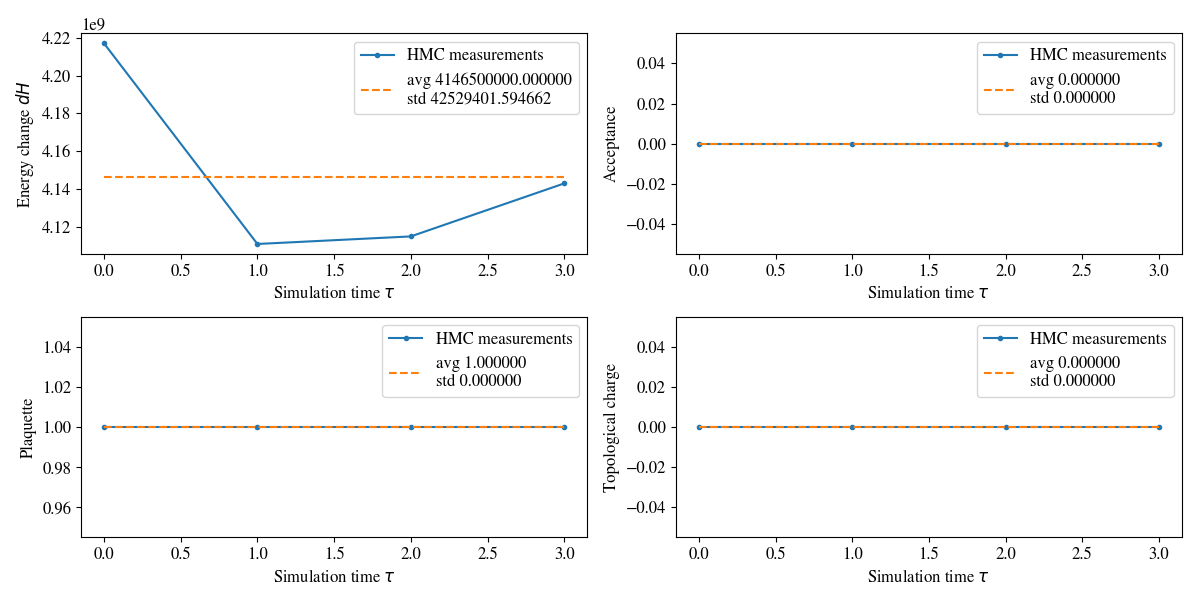 1e9
4.22
4.20
4.18
4.16
4.14
4.12
Energy change dH
HMC measurements
avg 4146500000.000000
std 42529401.594662
0.0 0.5 1.0 1.5 2.0 2.5 3.0
Simulation time τ
0.04
0.02
0.00
−0.02
−0.04
Acceptance
HMC measurements
avg 0.000000
std 0.000000
0.0 0.5 1.0 1.5 2.0 2.5 3.0
Simulation time τ
1.04
1.02
1.00
0.98
0.96
Plaquette
HMC measurements
avg 1.000000
std 0.000000
0.0 0.5 1.0 1.5 2.0 2.5 3.0
Simulation time τ
0.04
0.02
0.00
−0.02
−0.04
Topological charge
HMC measurements
avg 0.000000
std 0.000000
0.0 0.5 1.0 1.5 2.0 2.5 3.0
Simulation time τ